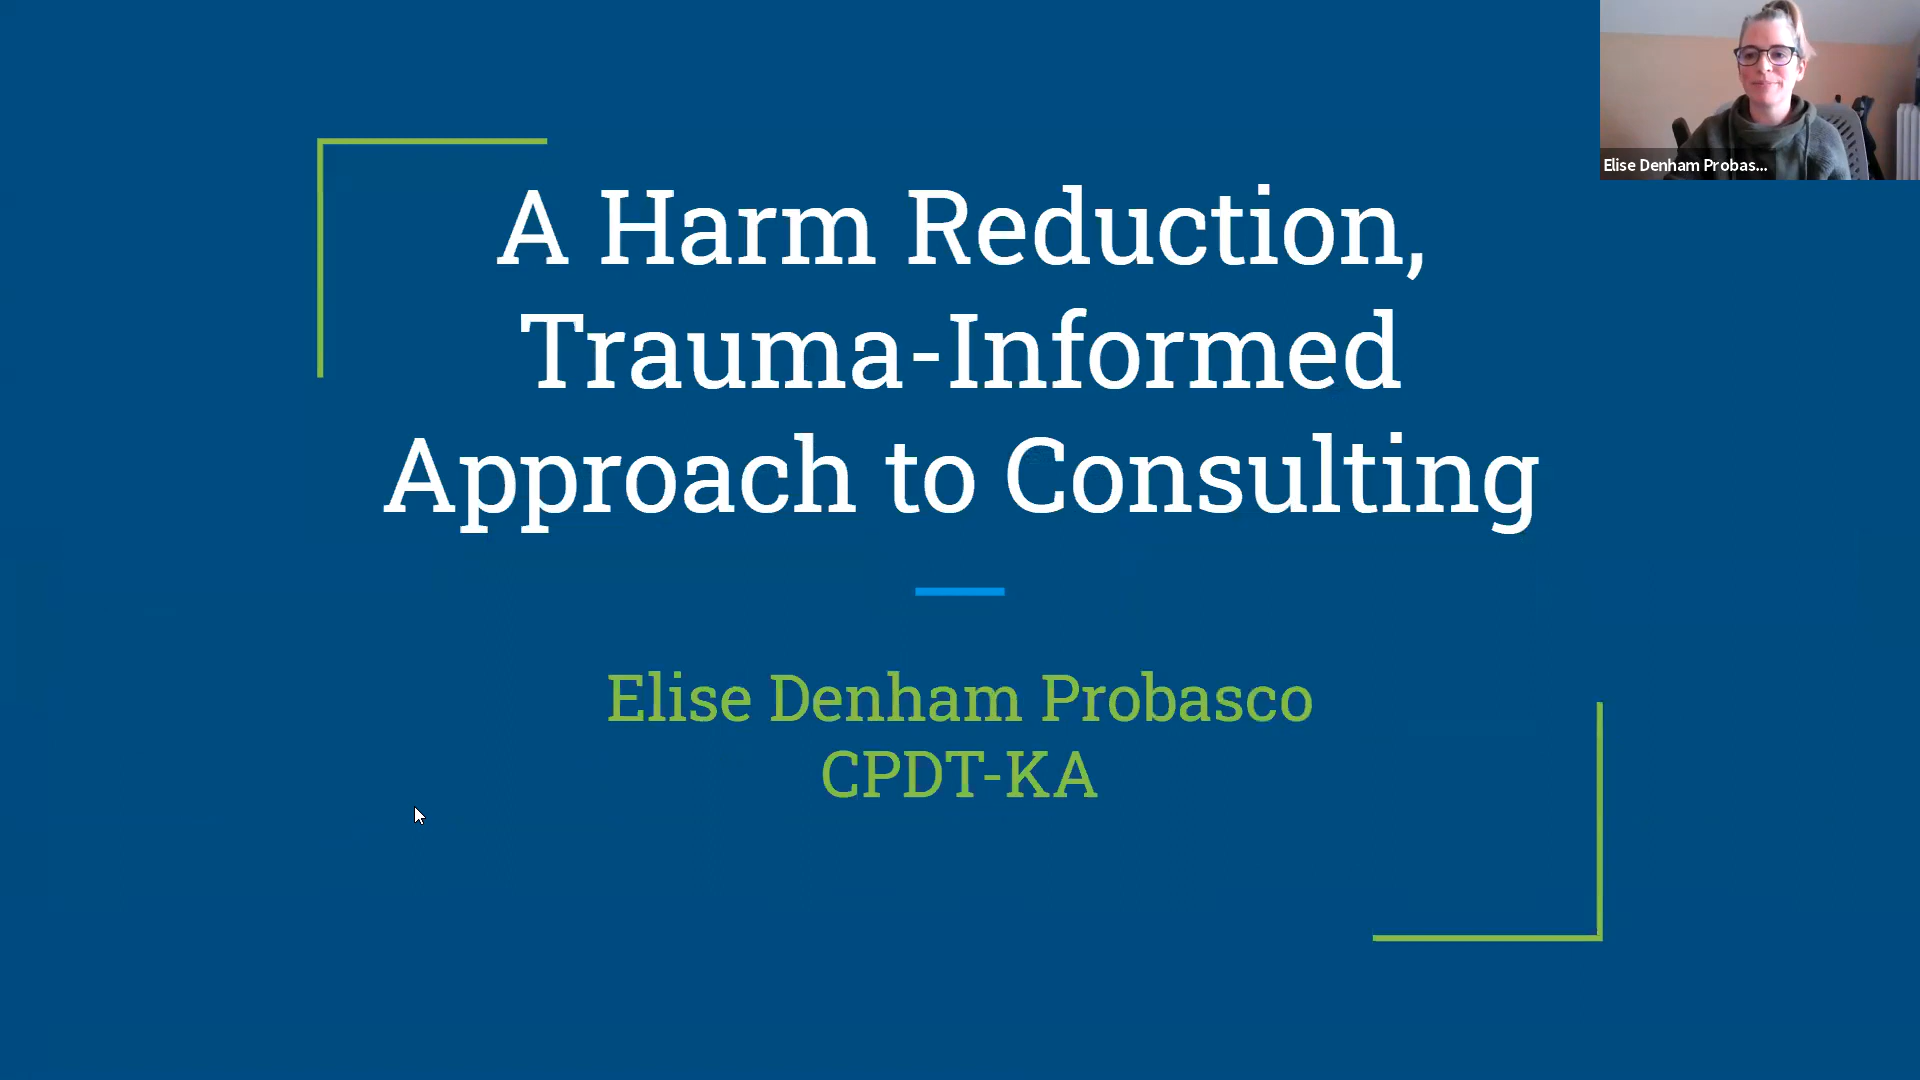 A Harm Reduction,
Trauma-Informed
Approach to Consulting
Elise Denham Probasco
CPDT-KA
Elise Denham Probas...